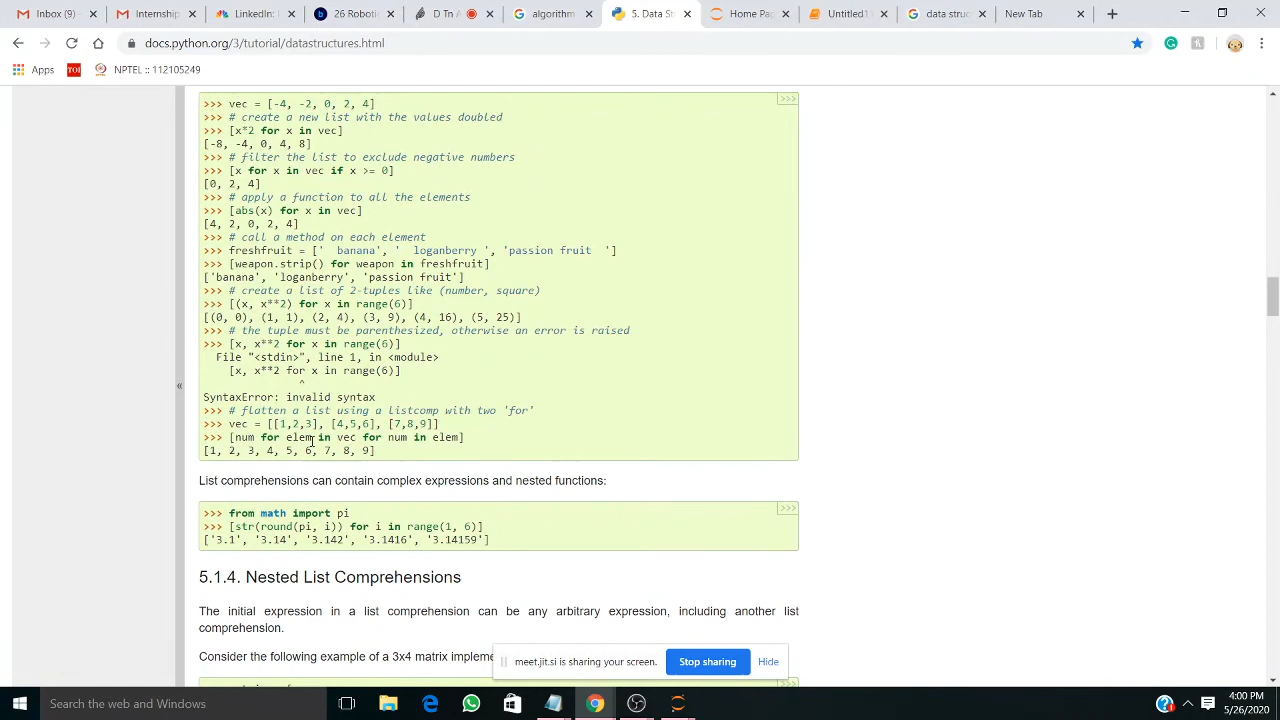 Inbox (9)
Internship
LinkedIn
26 Roboti
D Tn A
algorithm
5. Data St
Home Pag
Untitled1
data struc
New Tab
docs.python.org/3/tutorial/datastructures.html
Apps
TOI
NPTEL :: 112105249
>>> vec = [-4, -2, 0, 2, 4]
>>> # create a new list with the values doubled
>>> [x*2 for x in vec]
[-8, -4, 0, 4, 8]
>>> # filter the list to exclude negative numbers
>>> [x for x in vec if x >= 0]
[0, 2, 4]
>>> # apply a function to all the elements
>>> [abs(x) for x in vec]
[4, 2, 0, 2, 4]
>>> # call a method on each element
>>> freshfruit = ['  banana', '  loganberry ', 'passion fruit  ']
>>> [weapon.strip() for weapon in freshfruit]
['banana', 'loganberry', 'passion fruit']
>>> # create a list of 2-tuples like (number, square)
>>> [(x, x**2) for x in range(6)]
[(0, 0), (1, 1), (2, 4), (3, 9), (4, 16), (5, 25)]
>>> # the tuple must be parenthesized, otherwise an error is raised
>>> [x, x**2 for x in range(6)]
  File "<stdin>", line 1, in <module>
    [x, x**2 for x in range(6)]
               ^
SyntaxError: invalid syntax
>>> # flatten a list using a listcomp with two 'for'
>>> vec = [[1,2,3], [4,5,6], [7,8,9]]
>>> [num for elem in vec for num in elem]
[1, 2, 3, 4, 5, 6, 7, 8, 9]
>>>
List comprehensions can contain complex expressions and nested functions:
>>> from math import pi
>>> [str(round(pi, i)) for i in range(1, 6)]
['3.1', '3.14', '3.142', '3.1416', '3.14159']
>>>
5.1.4. Nested List Comprehensions
The initial expression in a list comprehension can be any arbitrary expression, including another list
comprehension.
Consider the following example of a 3x4 matrix impleme
meet.jit.si is sharing your screen.
Stop sharing
Hide
Search the web and Windows
4:00 PM
5/26/2020